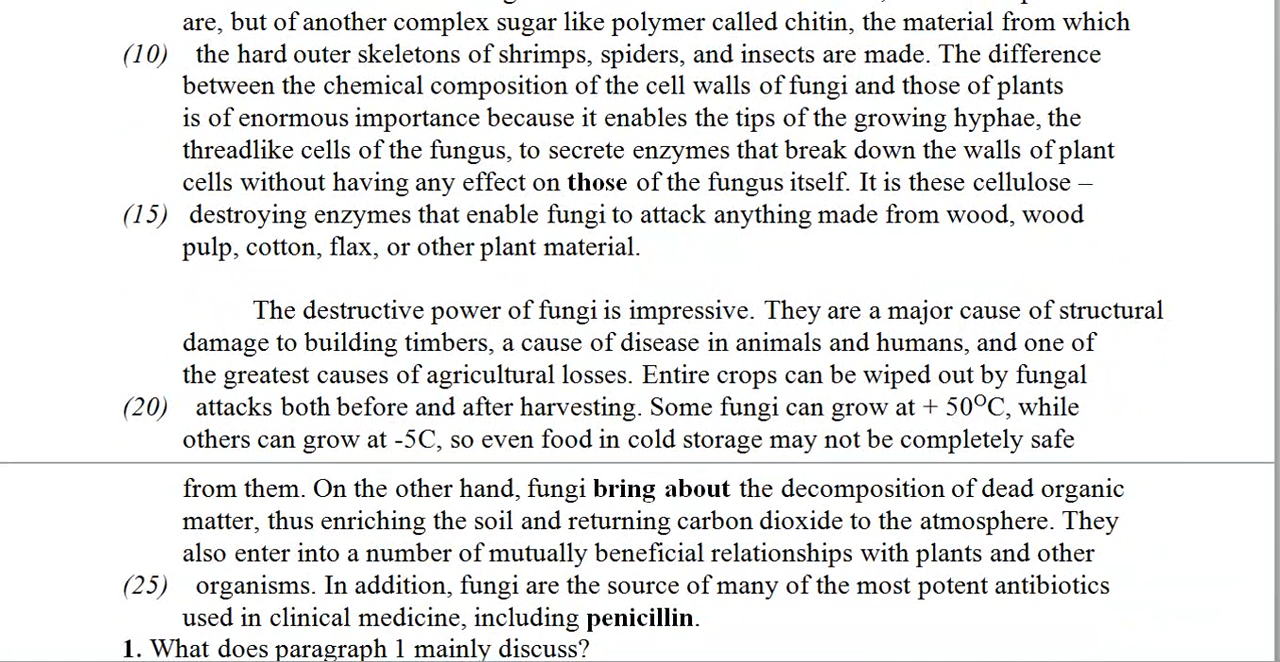 are, but of another complex sugar like polymer called chitin, the material from which
(10) the hard outer skeletons of shrimps, spiders, and insects are made. The difference
between the chemical composition of the cell walls of fungi and those of plants
is of enormous importance because it enables the tips of the growing hyphae, the
threadlike cells of the fungus, to secrete enzymes that break down the walls of plant
cells without having any effect on those of the fungus itself. It is these cellulose –
(15) destroying enzymes that enable fungi to attack anything made from wood, wood
pulp, cotton, flax, or other plant material.
The destructive power of fungi is impressive. They are a major cause of structural
damage to building timbers, a cause of disease in animals and humans, and one of
the greatest causes of agricultural losses. Entire crops can be wiped out by fungal
(20) attacks both before and after harvesting. Some fungi can grow at + 50ºC, while
others can grow at -5C, so even food in cold storage may not be completely safe
from them. On the other hand, fungi bring about the decomposition of dead organic
matter, thus enriching the soil and returning carbon dioxide to the atmosphere. They
also enter into a number of mutually beneficial relationships with plants and other
(25) organisms. In addition, fungi are the source of many of the most potent antibiotics
used in clinical medicine, including penicillin.
1. What does paragraph 1 mainly discuss?